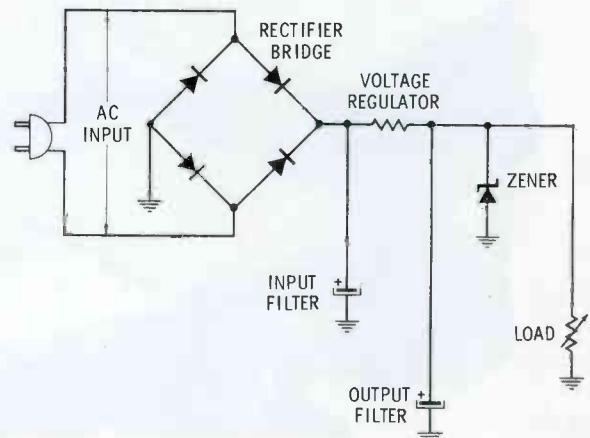 RECTIFIER
BRIDGE
VOLTAGE
REGULATOR
AC
INPUT
ZENER
INPUT
FILTER
+
LOAD
OUTPUT
FILTER
+